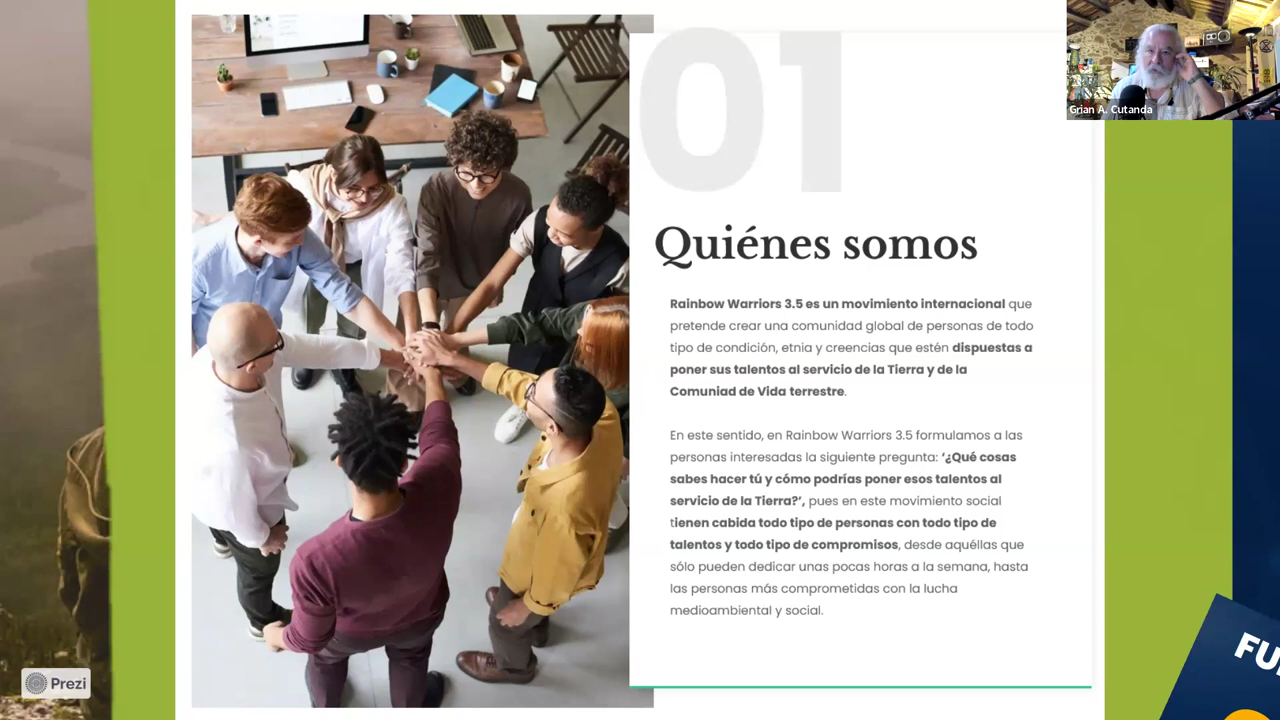 01
Grian A. Cutanda
Quiénes somos
Rainbow Warriors 3.5 es un movimiento internacional que
pretende crear una comunidad global de personas de todo
tipo de condición, etnia y creencias que estén dispuestas a
poner sus talentos al servicio de la Tierra y de la
Comuniad de Vida terrestre.
En este sentido, en Rainbow Warriors 3.5 formulamos a las
personas interesadas la siguiente pregunta: ‘¿Qué cosas
sabes hacer tú y cómo podrías poner esos talentos al
servicio de la Tierra?’, pues en este movimiento social
tienen cabida todo tipo de personas con todo tipo de
talentos y todo tipo de compromisos, desde aquéllas que
sólo pueden dedicar unas pocas horas a la semana, hasta
las personas más comprometidas con la lucha
medioambiental y social.
Prezi